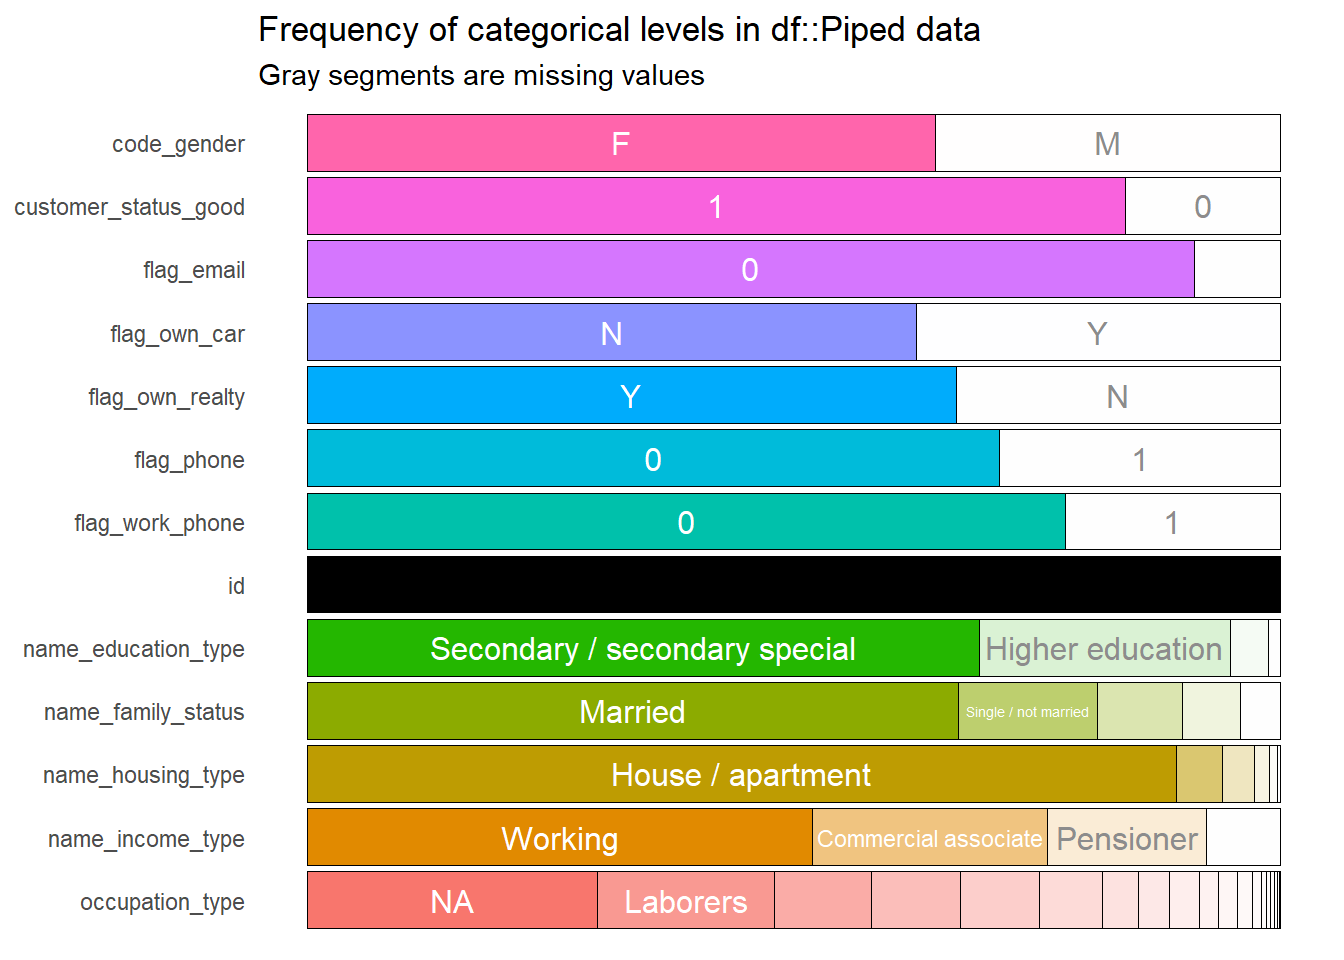 Frequency of categorical levels in df::Piped data
Gray segments are missing values
code_gender F M
customer_status_good 1 0
flag_email 0
flag_own_car N Y
flag_own_realty Y N
flag_phone 0 1
flag_work_phone 0 1
id
name_education_type Secondary / secondary special Higher education
name_family_status Married Single / not married
name_housing_type House / apartment
name_income_type Working Commercial associate Pensioner
occupation_type NA Laborers